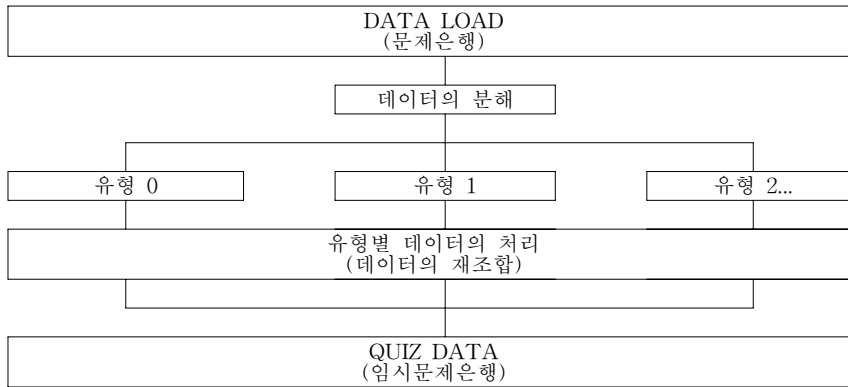 DATA LOAD
(문제은행)
데이터의 분해
유형 0
유형 1
유형 2...
유형별 데이터의 처리
(데이터의 재조합)
QUIZ DATA
(임시문제은행)